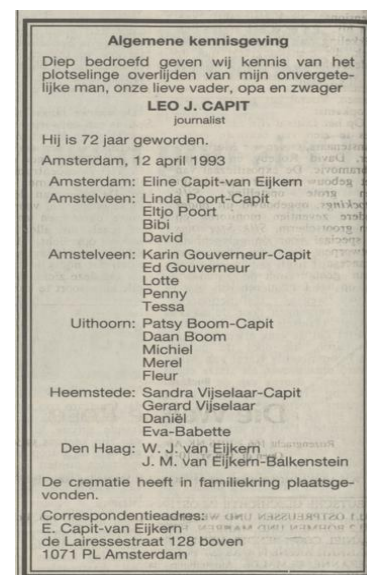 Algemene kennisgeving
Diep bedroefd geven wij kennis van het
plotselinge overlijden van mijn onvergete-
lijke man, onze lieve vader, opa en zwager
LEO J. CAPIT
journalist
Hij is 72 jaar geworden.
Amsterdam, 12 april 1993
Amsterdam: Eline Capit-van Eijkern
Amstelveen: Linda Poort-Capit
Eltjo Poort
Bibi
David
Amstelveen: Karin Gouverneur-Capit
Ed Gouverneur
Lotte
Penny
Tessa
Uithoorn: Patsy Boom-Capit
Daan Boom
Michiel
Merel
Fleur
Heemstede: Sandra Vijselaar-Capit
Gerard Vijselaar
Daniël
Eva-Babette
Den Haag: W. J. van Eijkern
J. M. van Eijkern-Balkenstein
De crematie heeft in familiekring plaatsge-
vonden.
Correspondentieadres:
E. Capit-van Eijkern
de Lairessestraat 128 boven
1071 PL Amsterdam